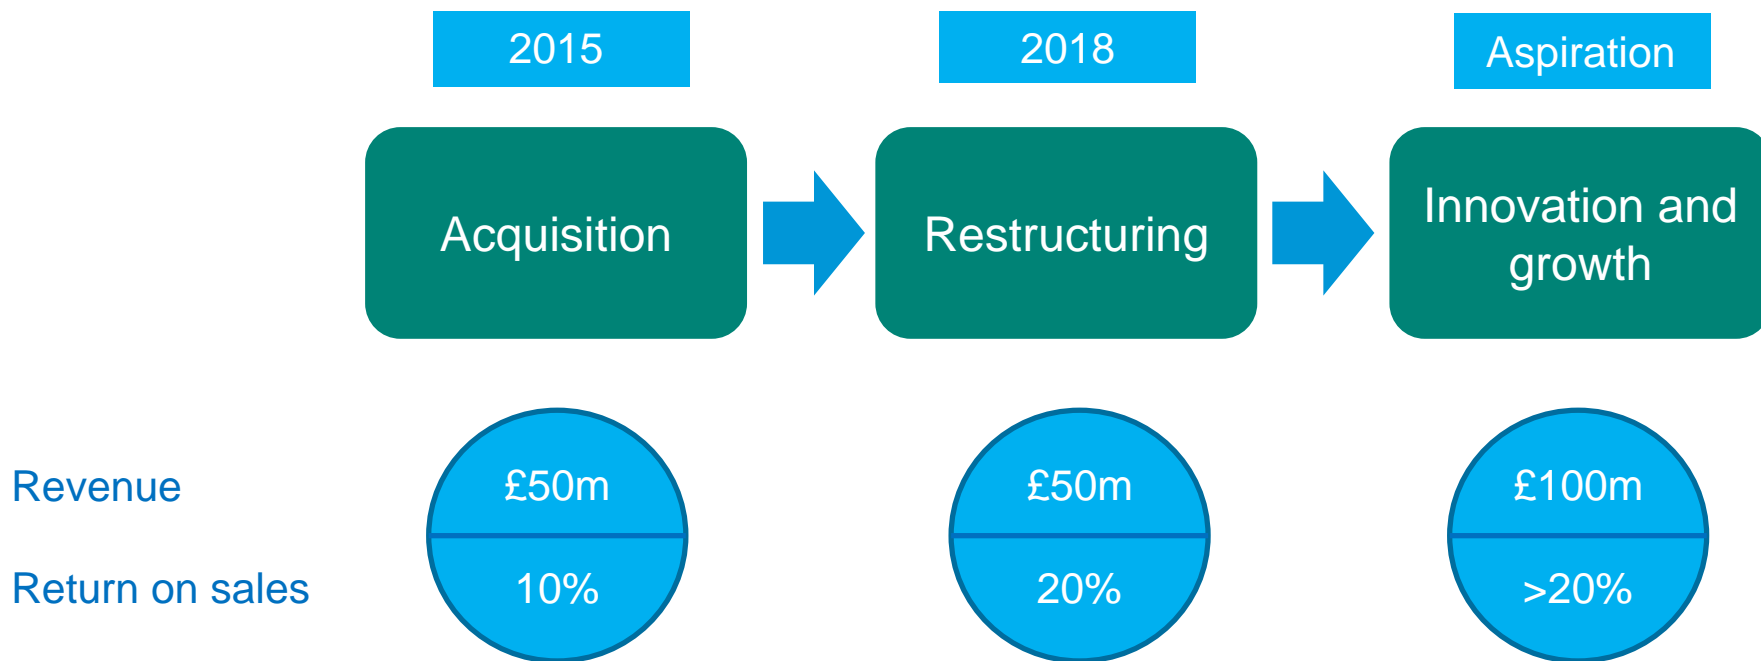 2015
2018
Aspiration
Acquisition
Restructuring
Innovation and
growth
Revenue
£50m
£50m
£100m
Return on sales
10%
20%
>20%